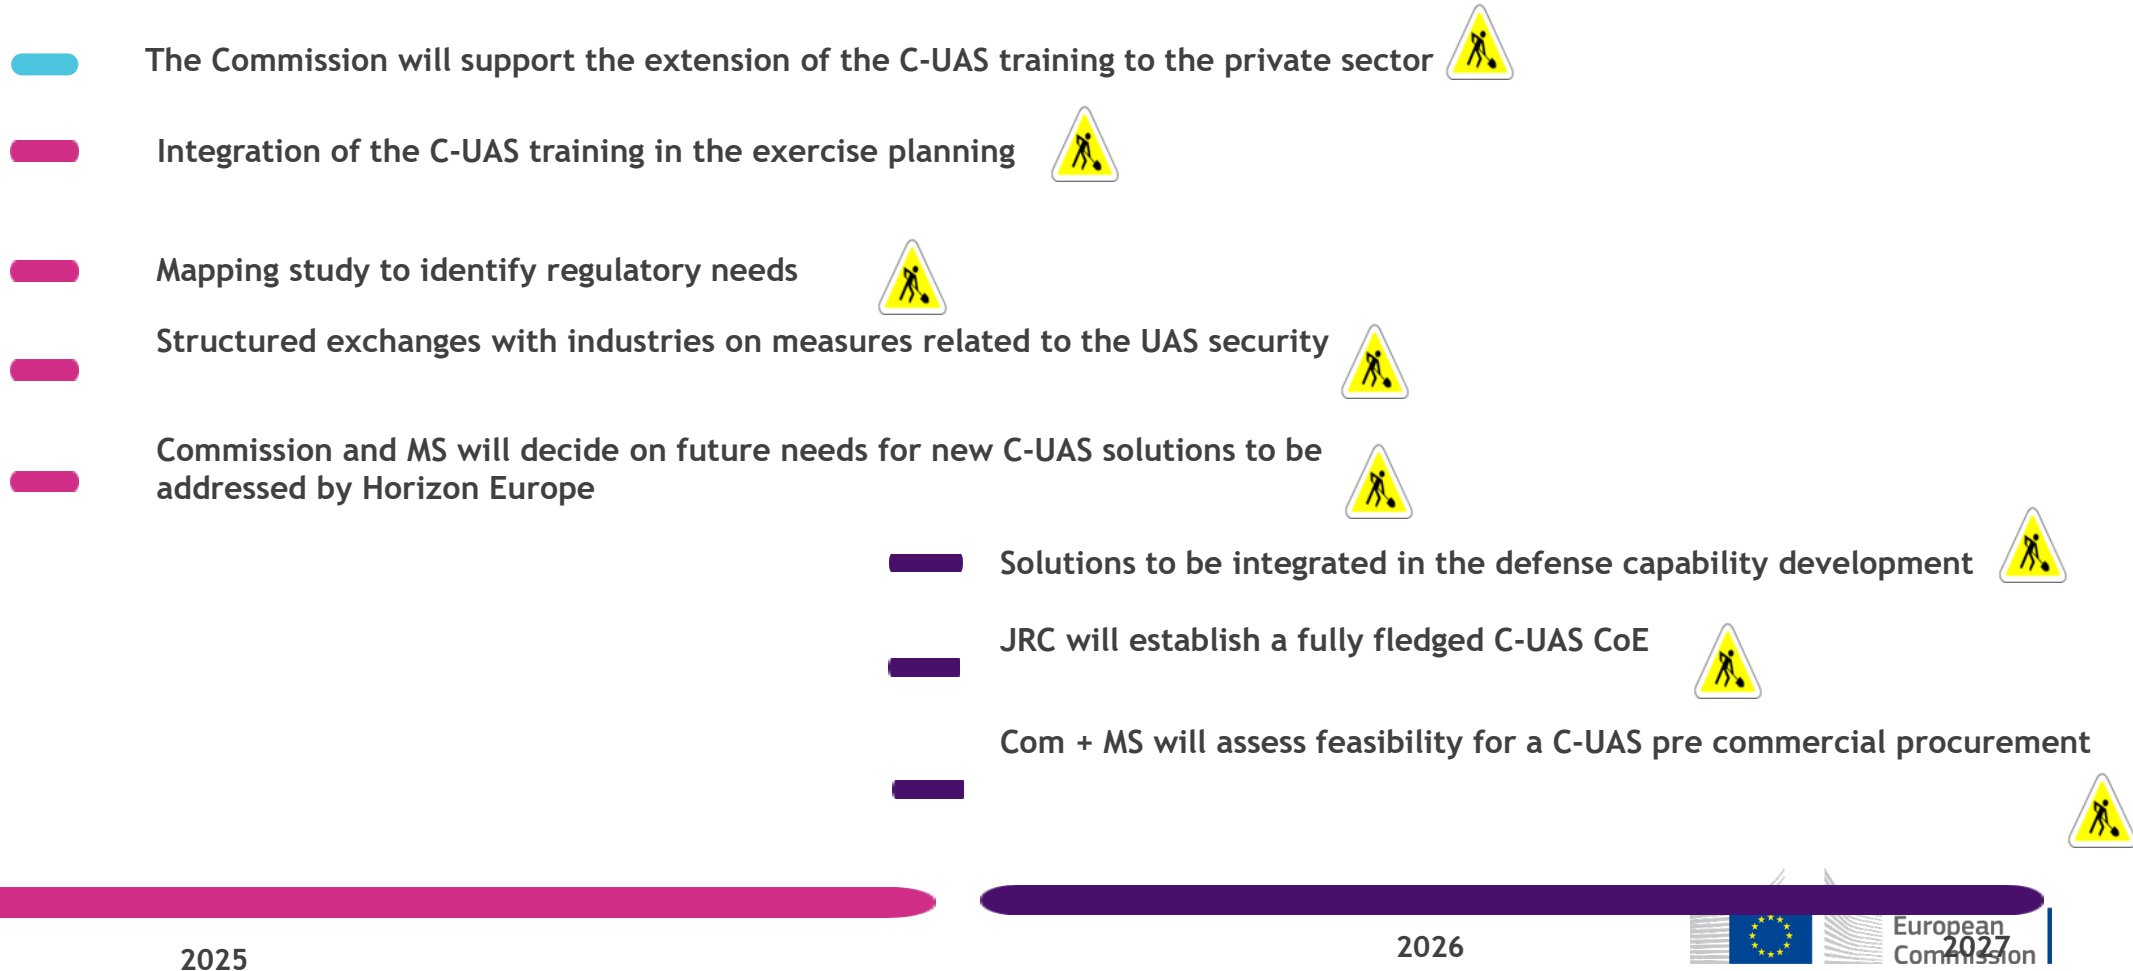 The Commission will support the extension of the C-UAS training to the private sector
Integration of the C-UAS training in the exercise planning
Mapping study to identify regulatory needs
Structured exchanges with industries on measures related to the UAS security
Commission and MS will decide on future needs for new C-UAS solutions to be
addressed by Horizon Europe
Solutions to be integrated in the defense capability development
JRC will establish a fully fledged C-UAS CoE
Com + MS will assess feasibility for a C-UAS pre commercial procurement
2025
2026
2027
European
Commission